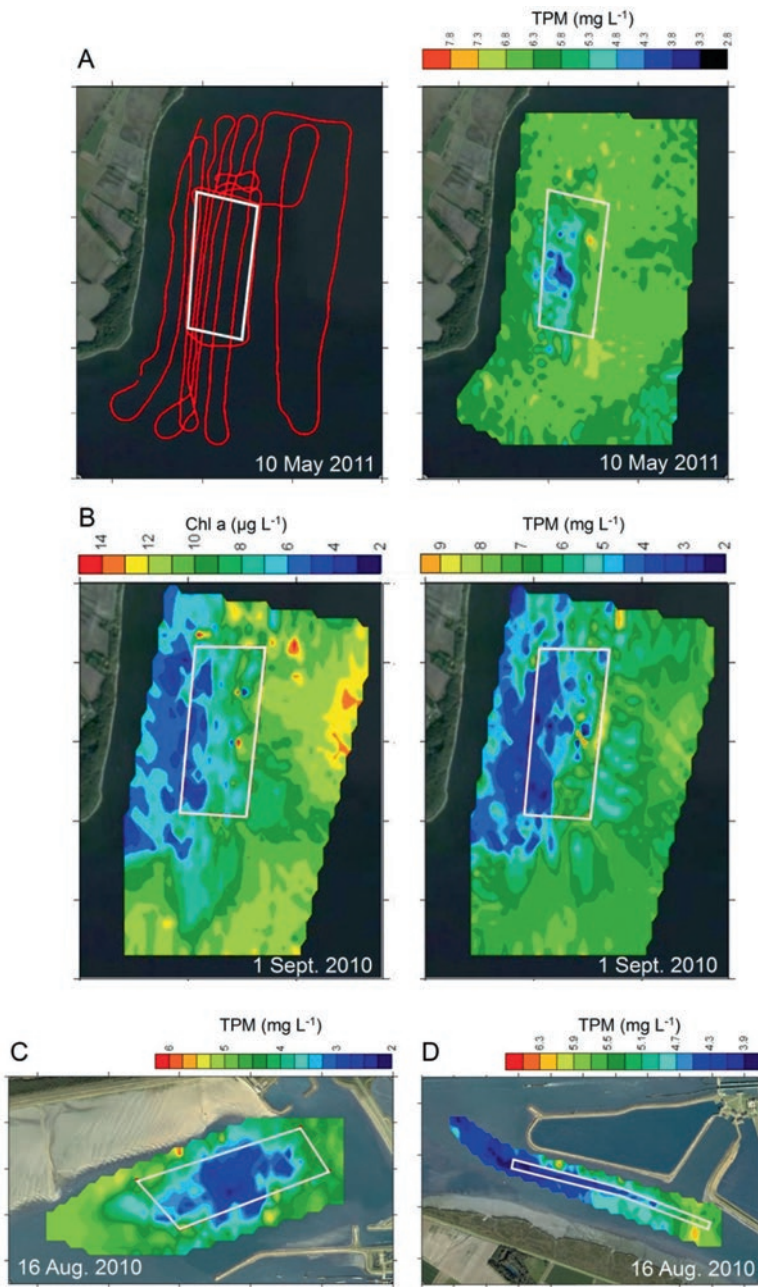 A
TPM (mg L⁻¹)
7.8 7.3 6.8 6.3 5.8 5.3 4.8 4.3 3.8 3.3 2.8
10 May 2011
10 May 2011
B
Chl a (µg L⁻¹)
14 12 10 8 6 4 2
TPM (mg L⁻¹)
9 8 7 6 5 4 3 2
1 Sept. 2010
1 Sept. 2010
C
TPM (mg L⁻¹)
6 5 4 3 2
D
TPM (mg L⁻¹)
6.3 5.9 5.5 5.1 4.7 4.3 3.9
16 Aug. 2010
16 Aug. 2010